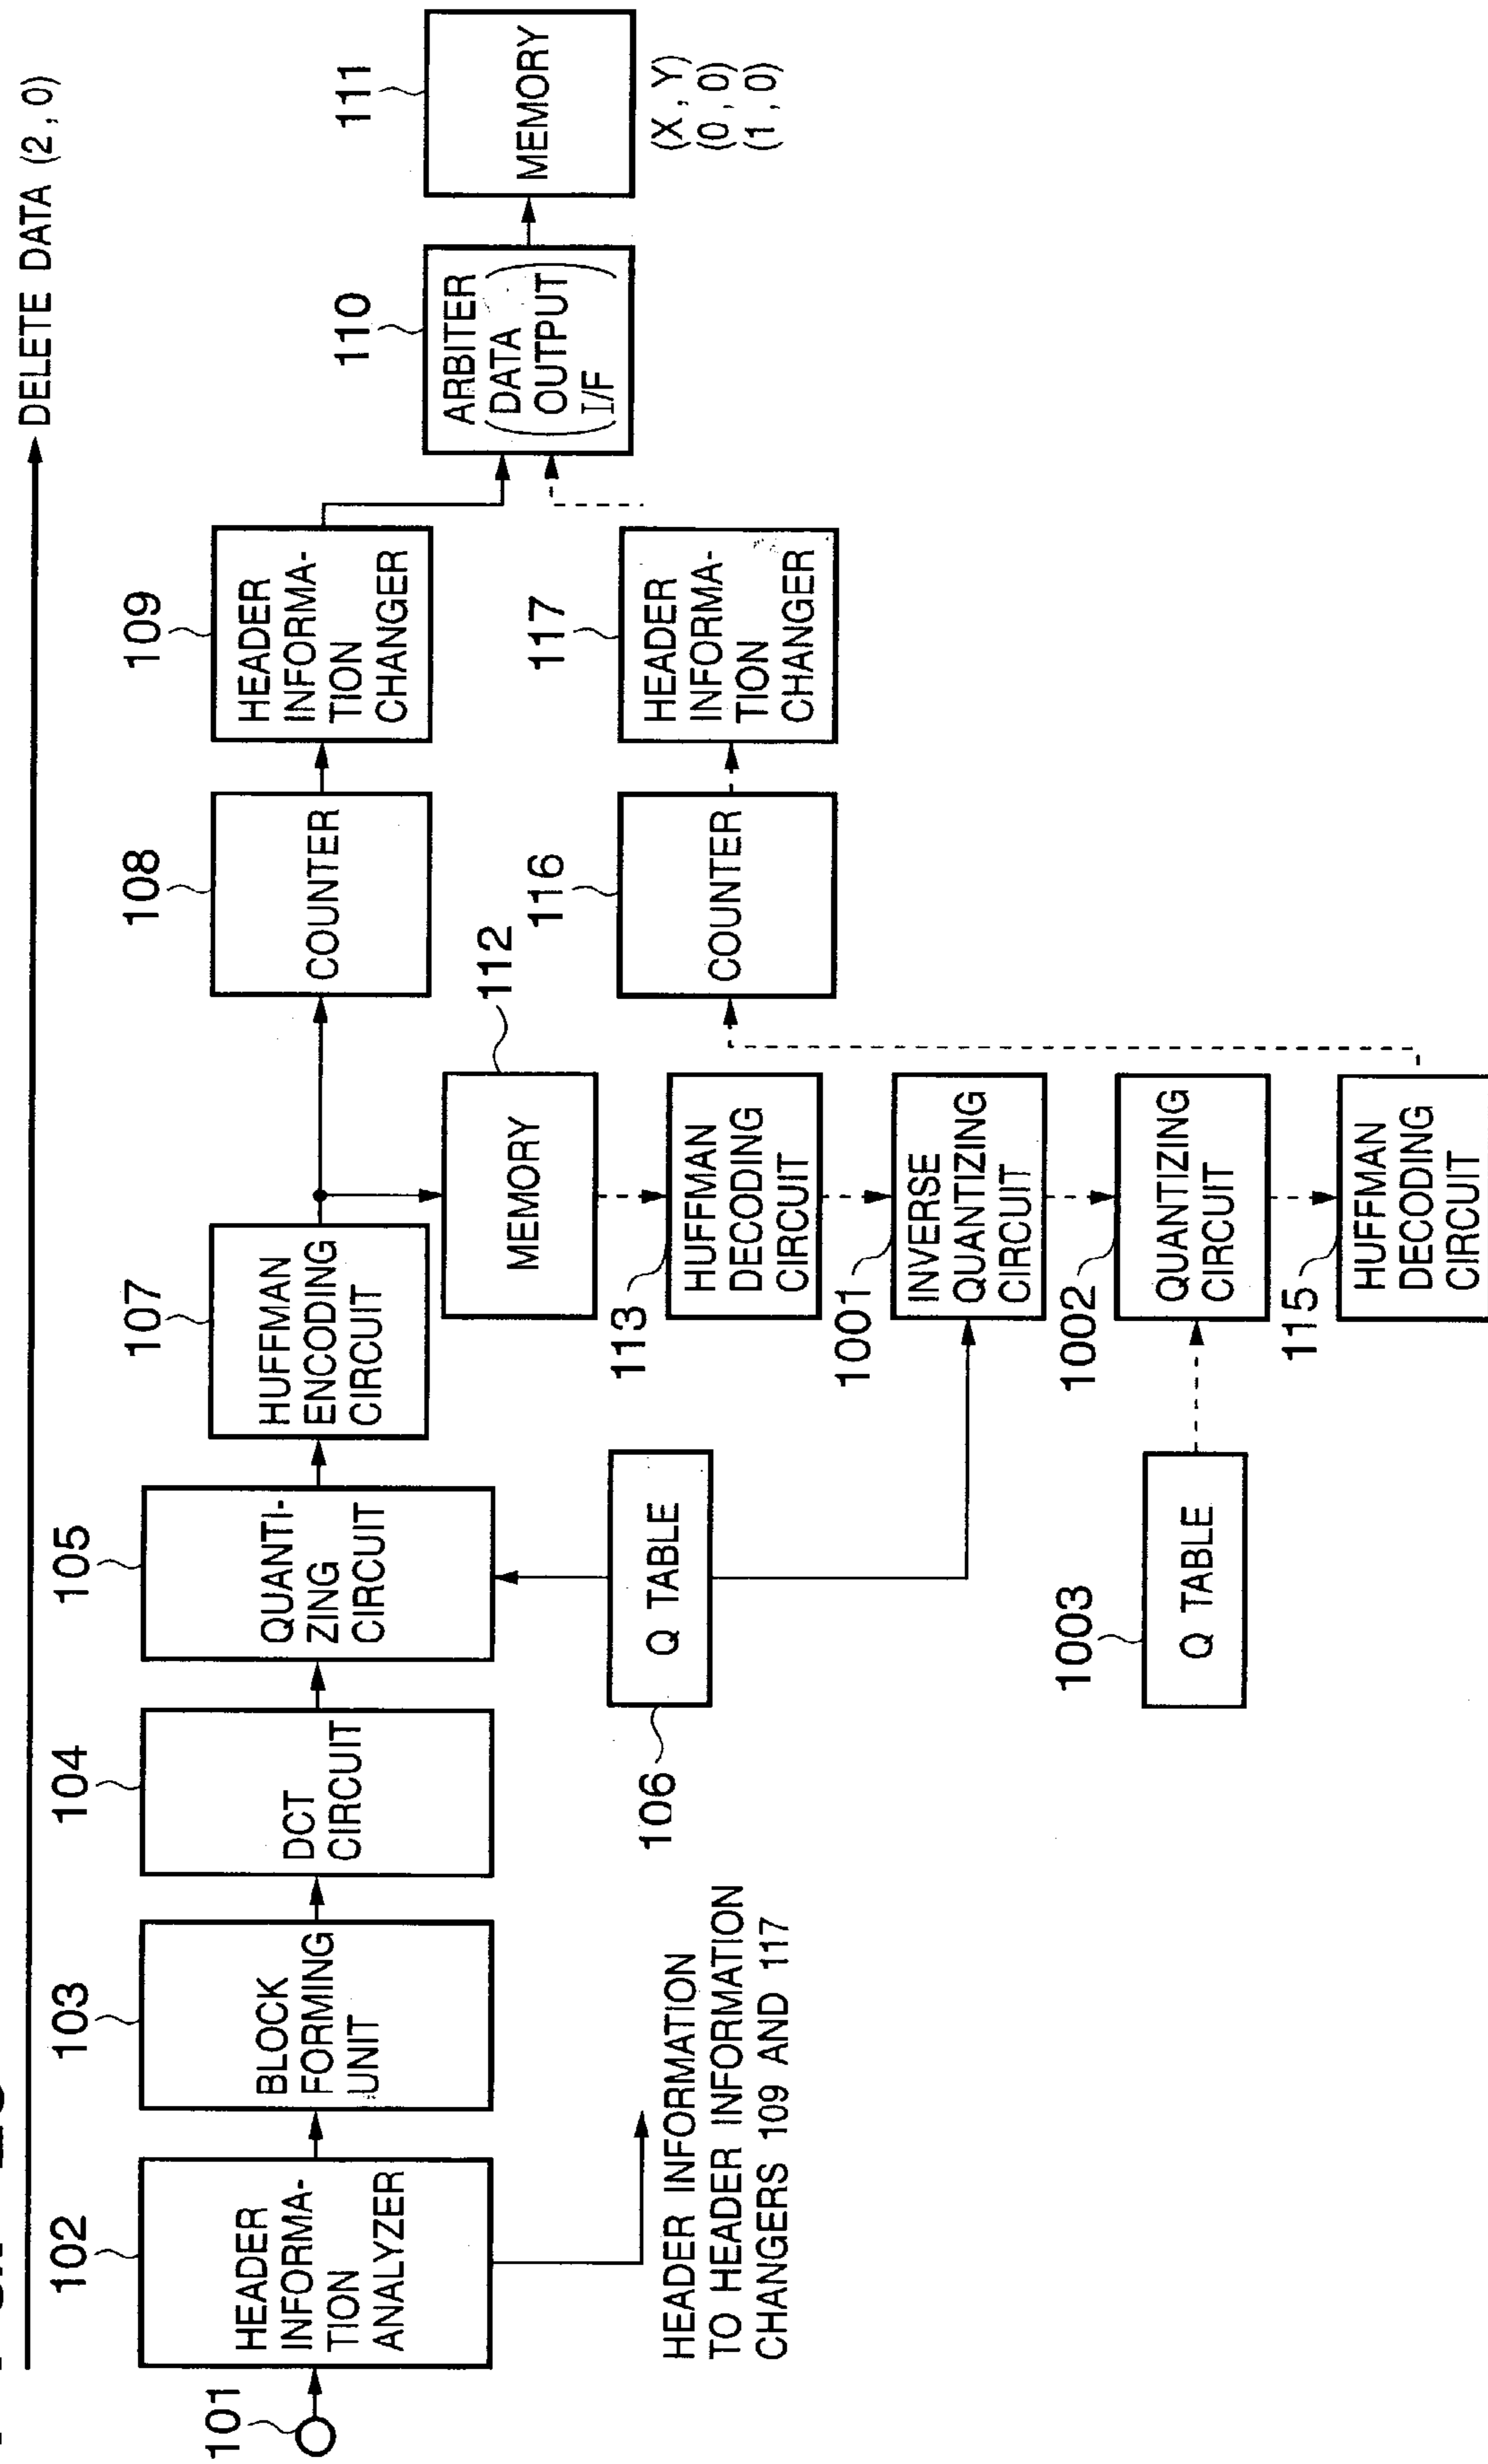 DELETE DATA (2, 0)
101
102
HEADER
INFORMA-
TION
ANALYZER
HEADER INFORMATION
TO HEADER INFORMATION
CHANGERS 109 AND 117
103
BLOCK
FORMING
UNIT
104
DCT
CIRCUIT
105
QUANTI-
ZING
CIRCUIT
106
Q TABLE
107
HUFFMAN
ENCODING
CIRCUIT
108
COUNTER
109
HEADER
INFORMA-
TION
CHANGER
110
ARBITER
(DATA
OUTPUT
I/F)
111
MEMORY
(X, Y)
(0, 0)
(1, 0)
112
MEMORY
113
HUFFMAN
DECODING
CIRCUIT
1001
INVERSE
QUANTIZING
CIRCUIT
1002
QUANTIZING
CIRCUIT
1003
Q TABLE
115
HUFFMAN
DECODING
CIRCUIT
116
COUNTER
117
HEADER
INFORMA-
TION
CHANGER